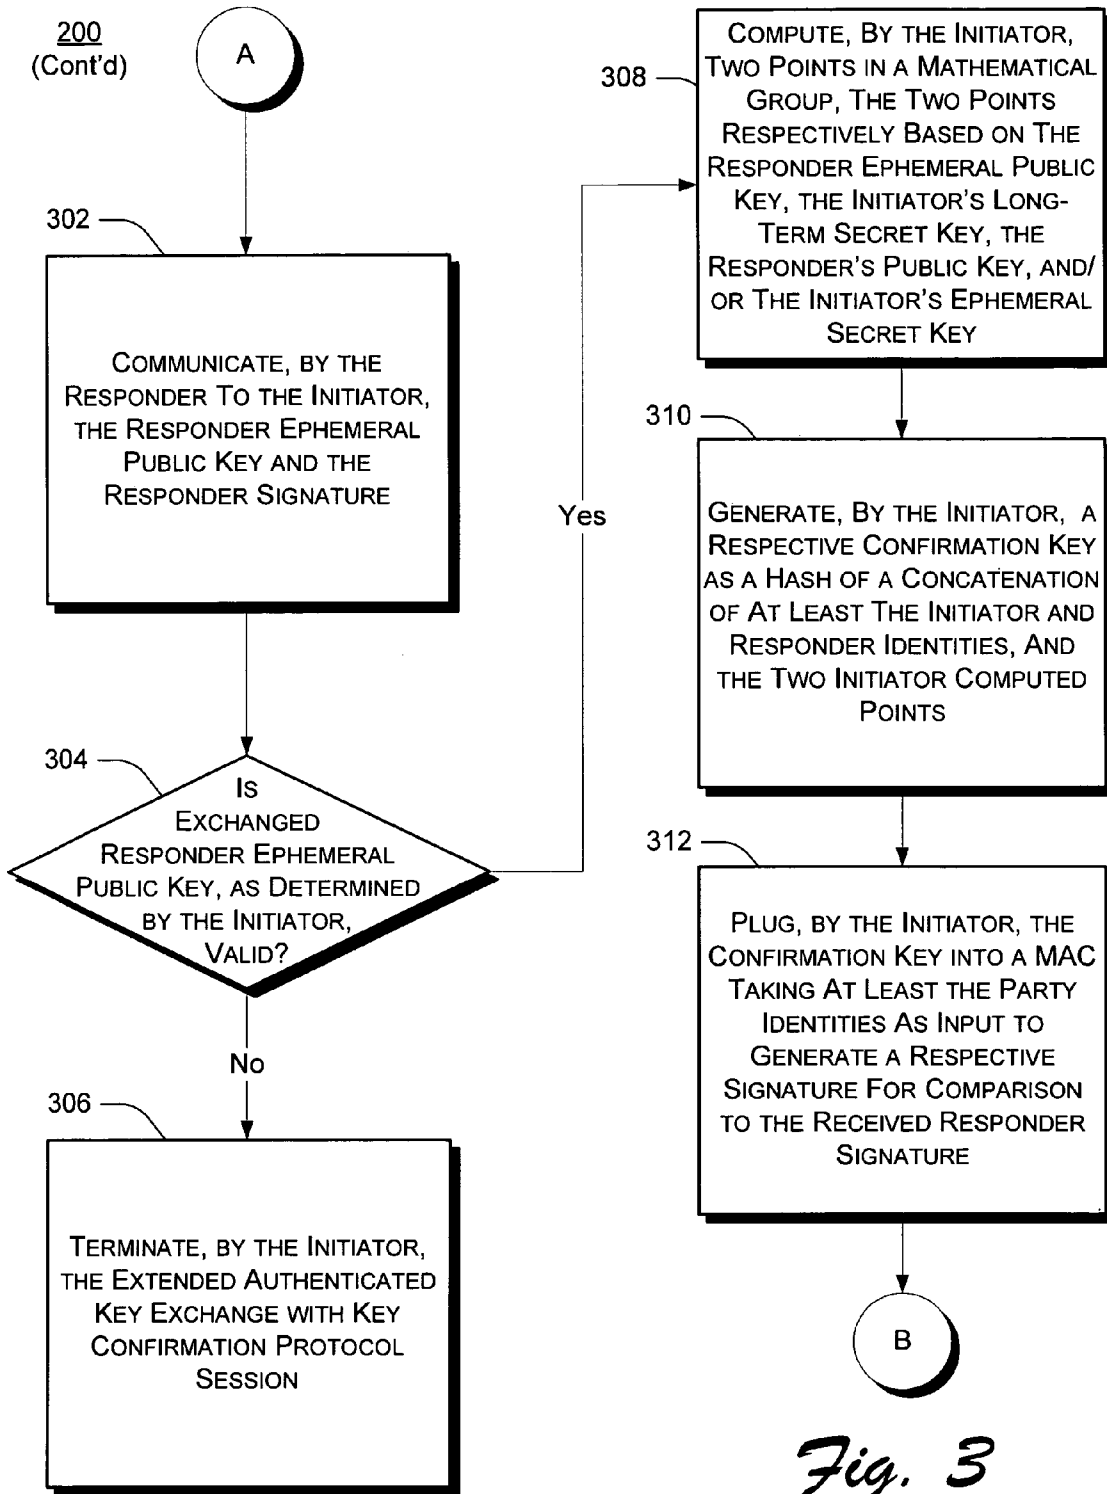 200
(Cont'd)
A
302
COMMUNICATE, BY THE
RESPONDER TO THE INITIATOR,
THE RESPONDER EPHEMERAL
PUBLIC KEY AND THE
RESPONDER SIGNATURE
304
IS
EXCHANGED
RESPONDER EPHEMERAL
PUBLIC KEY, AS DETERMINED
BY THE INITIATOR,
VALID?
Yes
No
306
TERMINATE, BY THE INITIATOR,
THE EXTENDED AUTHENTICATED
KEY EXCHANGE WITH KEY
CONFIRMATION PROTOCOL
SESSION
308
COMPUTE, BY THE INITIATOR,
TWO POINTS IN A MATHEMATICAL
GROUP, THE TWO POINTS
RESPECTIVELY BASED ON THE
RESPONDER EPHEMERAL PUBLIC
KEY, THE INITIATOR'S LONG-
TERM SECRET KEY, THE
RESPONDER'S PUBLIC KEY, AND/
OR THE INITIATOR'S EPHEMERAL
SECRET KEY
310
GENERATE, BY THE INITIATOR, A
RESPECTIVE CONFIRMATION KEY
AS A HASH OF A CONCATENATION
OF AT LEAST THE INITIATOR AND
RESPONDER IDENTITIES, AND
THE TWO INITIATOR COMPUTED
POINTS
312
PLUG, BY THE INITIATOR, THE
CONFIRMATION KEY INTO A MAC
TAKING AT LEAST THE PARTY
IDENTITIES AS INPUT TO
GENERATE A RESPECTIVE
SIGNATURE FOR COMPARISON
TO THE RECEIVED RESPONDER
SIGNATURE
B
Fig. 3